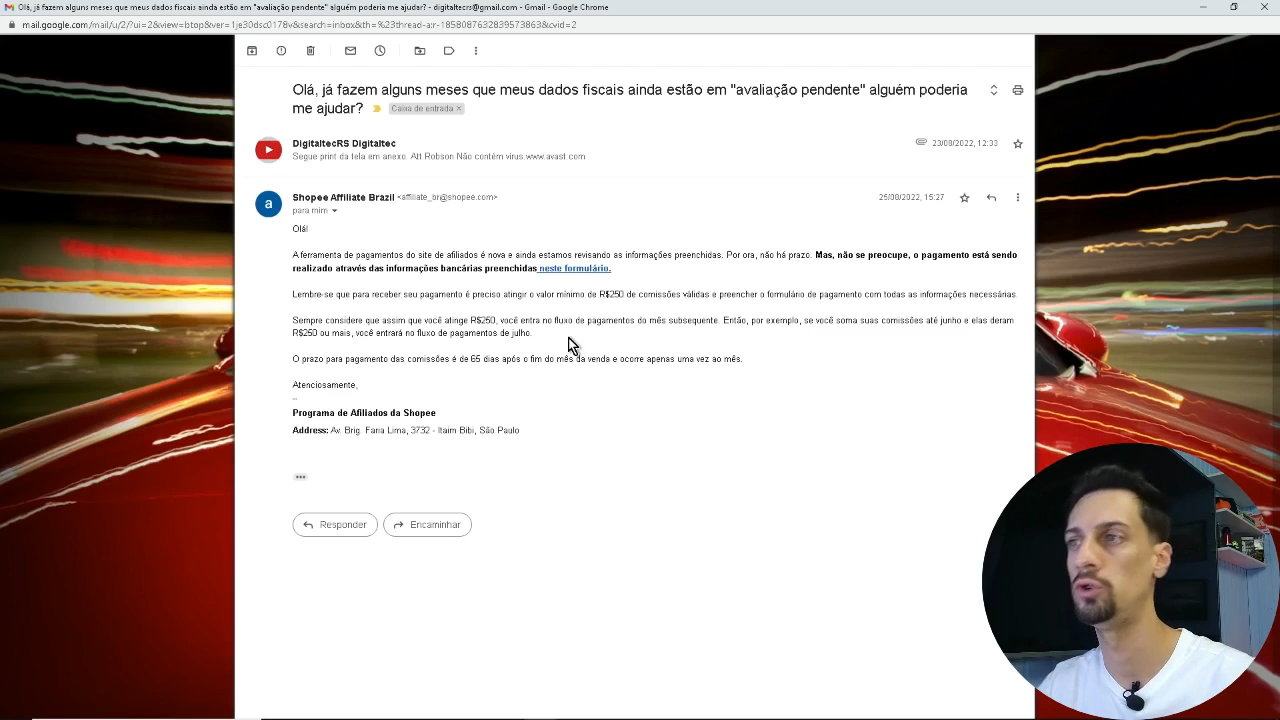 Olá, já fazem alguns meses que meus dados fiscais ainda estão em "avaliação pendente" alguém poderia me ajudar? - digitaltecrs@gmail.com - Gmail - Google Chrome
mail.google.com/mail/u/2/?ui=2&view=btop&ver=1je30dsc0178v&search=inbox&th=%23thread-a:r-1858087632839573863&cvid=2
Olá, já fazem alguns meses que meus dados fiscais ainda estão em "avaliação pendente" alguém poderia
me ajudar? Caixa de entrada ×
DigitaltecRS Digitaltec 23/08/2022, 12:33
Segue print da tela em anexo. Att Robson Não contém vírus.www.avast.com
a
Shopee Affiliate Brazil <affiliate_br@shopee.com> 25/08/2022, 15:27
para mim
Olá!
A ferramenta de pagamentos do site de afiliados é nova e ainda estamos revisando as informações preenchidas. Por ora, não há prazo. Mas, não se preocupe, o pagamento está sendo
realizado através das informações bancárias preenchidas neste formulário.
Lembre-se que para receber seu pagamento é preciso atingir o valor mínimo de R$250 de comissões válidas e preencher o formulário de pagamento com todas as informações necessárias.
Sempre considere que assim que você atinge R$250, você entra no fluxo de pagamentos do mês subsequente. Então, por exemplo, se você soma suas comissões até junho e elas deram
R$250 ou mais, você entrará no fluxo de pagamentos de julho.
O prazo para pagamento das comissões é de 65 dias após o fim do mês da venda e ocorre apenas uma vez ao mês.
Atenciosamente,
--
Programa de Afiliados da Shopee
Address: Av. Brig. Faria Lima, 3732 - Itaim Bibi, São Paulo
Responder Encaminhar